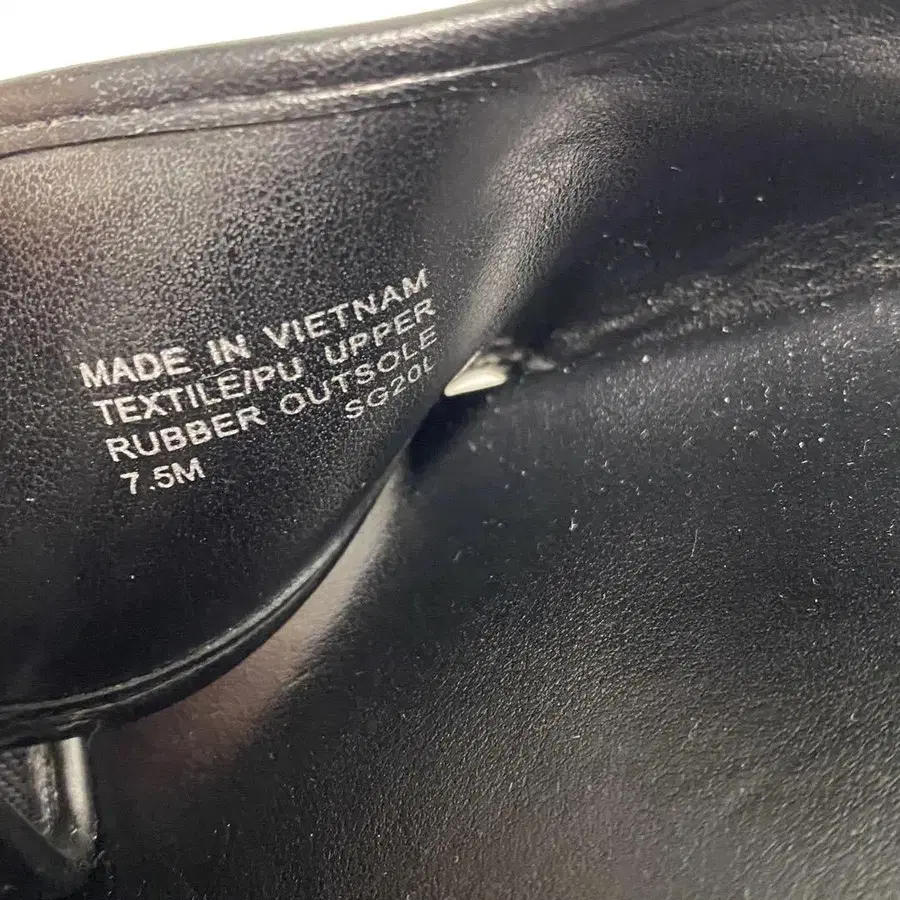 MADE IN VIETNAM
TEXTILE/PU UPPER
RUBBER OUTSOLE
SG20L
7.5M